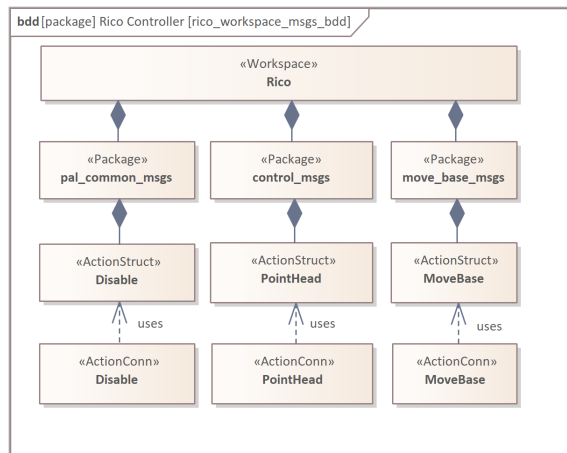 bdd [package] Rico Controller [rico_workspace_msgs_bdd]
«Workspace»
Rico
«Package»
pal_common_msgs
«Package»
control_msgs
«Package»
move_base_msgs
«ActionStruct»
Disable
«ActionStruct»
PointHead
«ActionStruct»
MoveBase
uses
uses
uses
«ActionConn»
Disable
«ActionConn»
PointHead
«ActionConn»
MoveBase